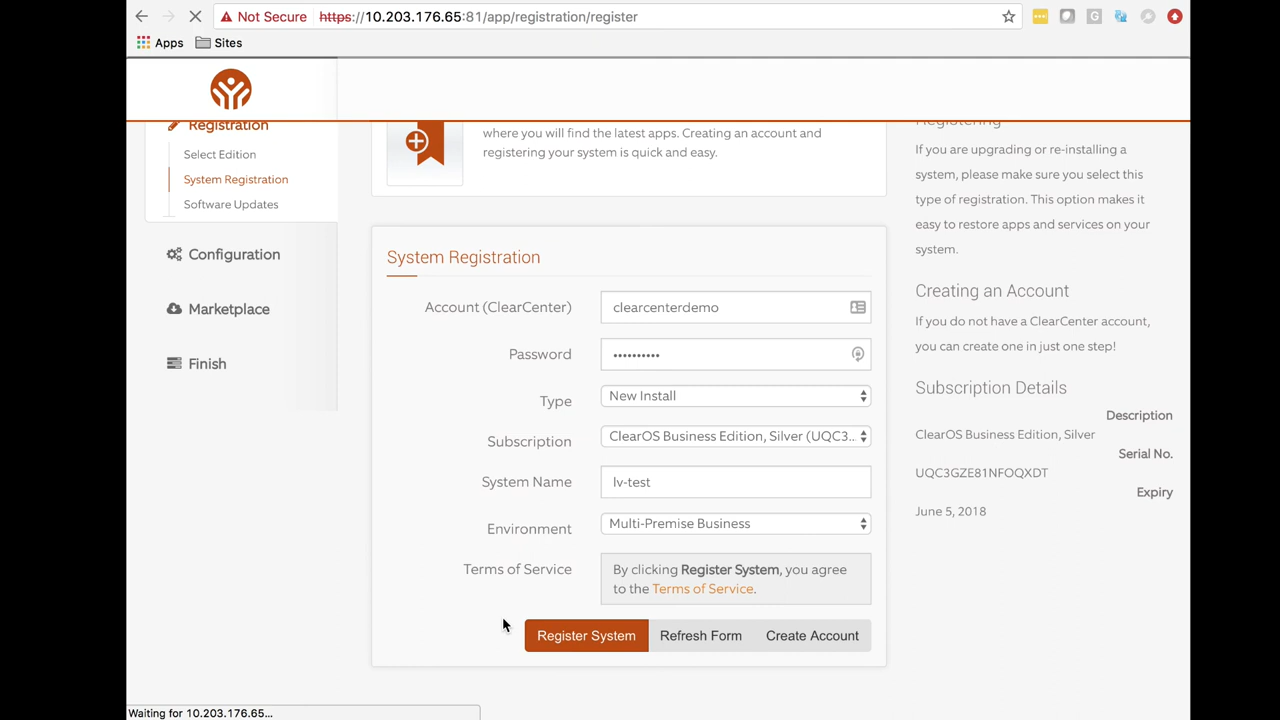 Not Secure
https://10.203.176.65:81/app/registration/register
Apps
Sites
Registration
Select Edition
System Registration
Software Updates
Configuration
Marketplace
Finish
where you will find the latest apps. Creating an account and
registering your system is quick and easy.
System Registration
Account (ClearCenter)
clearcenterdemo
Password
••••••••••
Type
New Install
Subscription
ClearOS Business Edition, Silver (UQC3..
System Name
lv-test
Environment
Multi-Premise Business
Terms of Service
By clicking Register System, you agree
to the Terms of Service.
Register System
Refresh Form
Create Account
Registering
If you are upgrading or re-installing a
system, please make sure you select this
type of registration. This option makes it
easy to restore apps and services on your
system.
Creating an Account
If you do not have a ClearCenter account,
you can create one in just one step!
Subscription Details
Description
ClearOS Business Edition, Silver
Serial No.
UQC3GZE81NFOQXDT
Expiry
June 5, 2018
Waiting for 10.203.176.65...